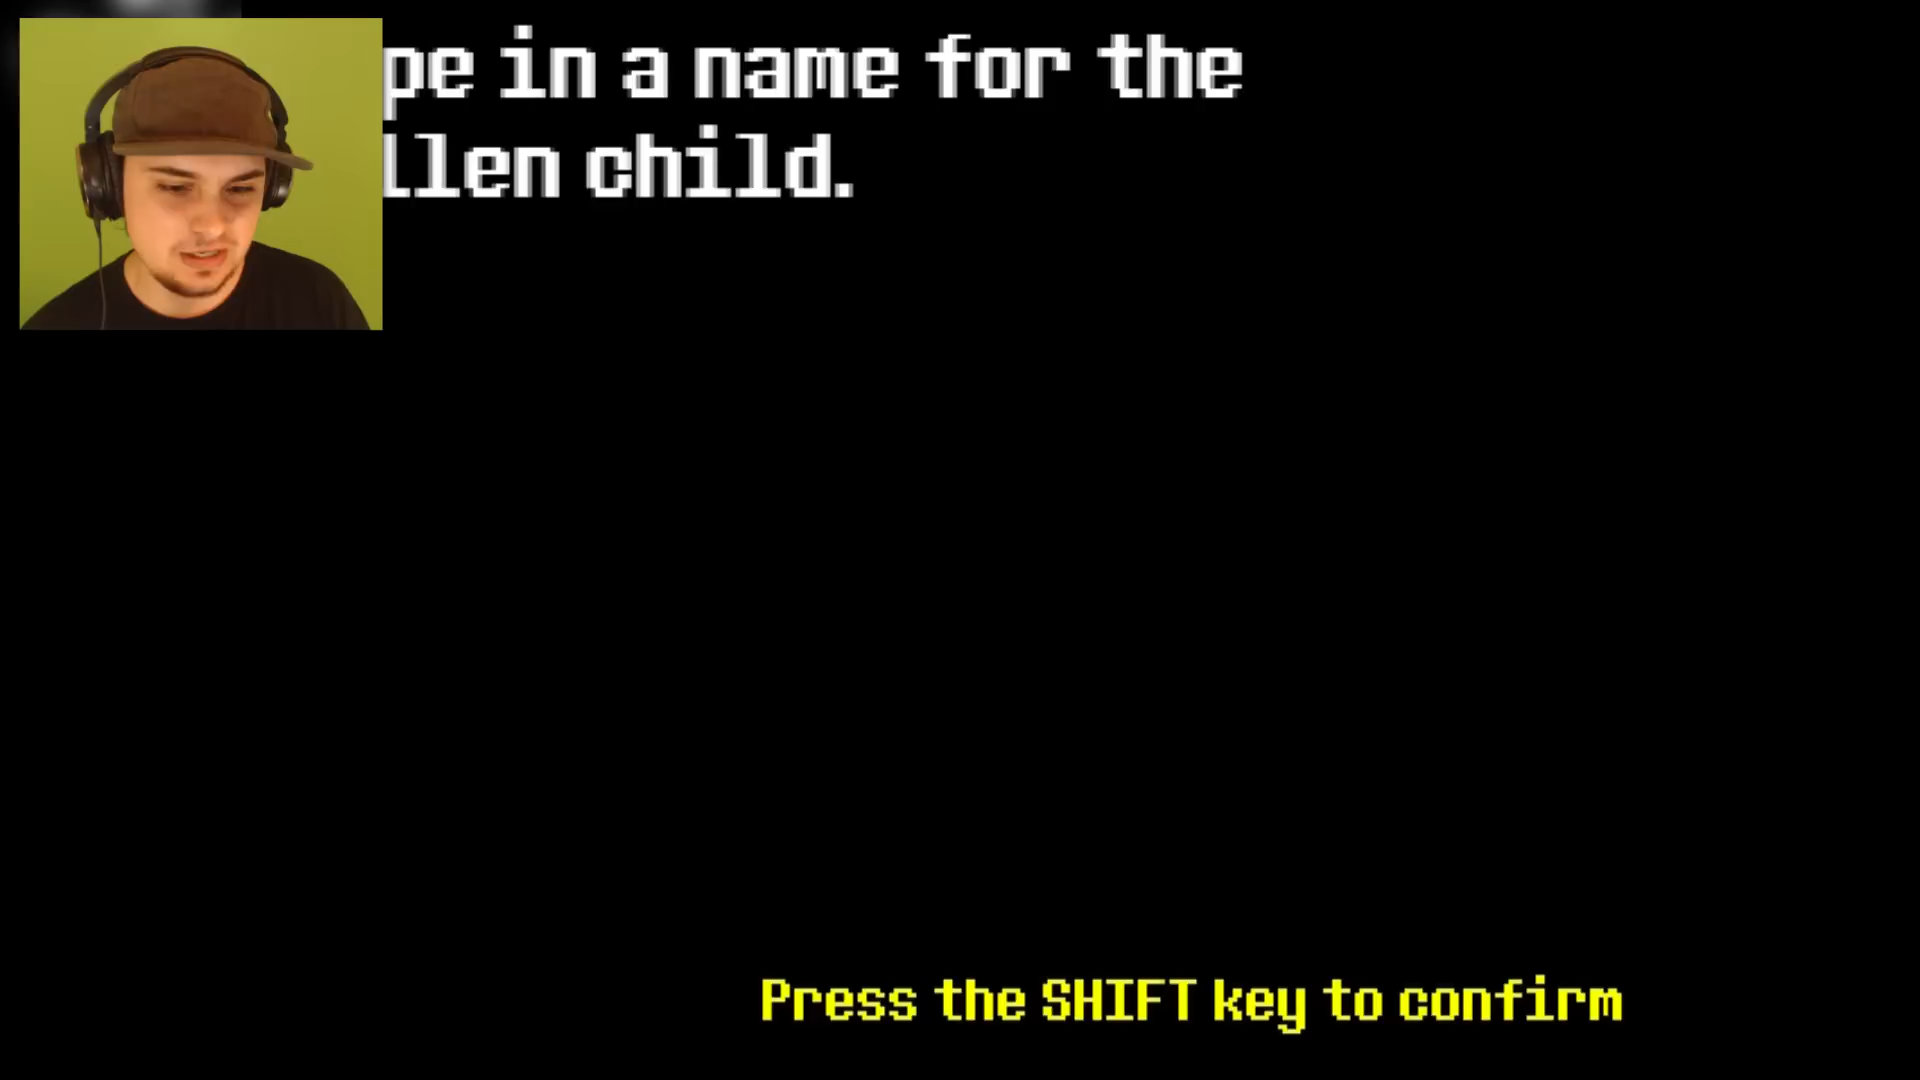 pe in a name for the
llen child.
Press the SHIFT key to confirm